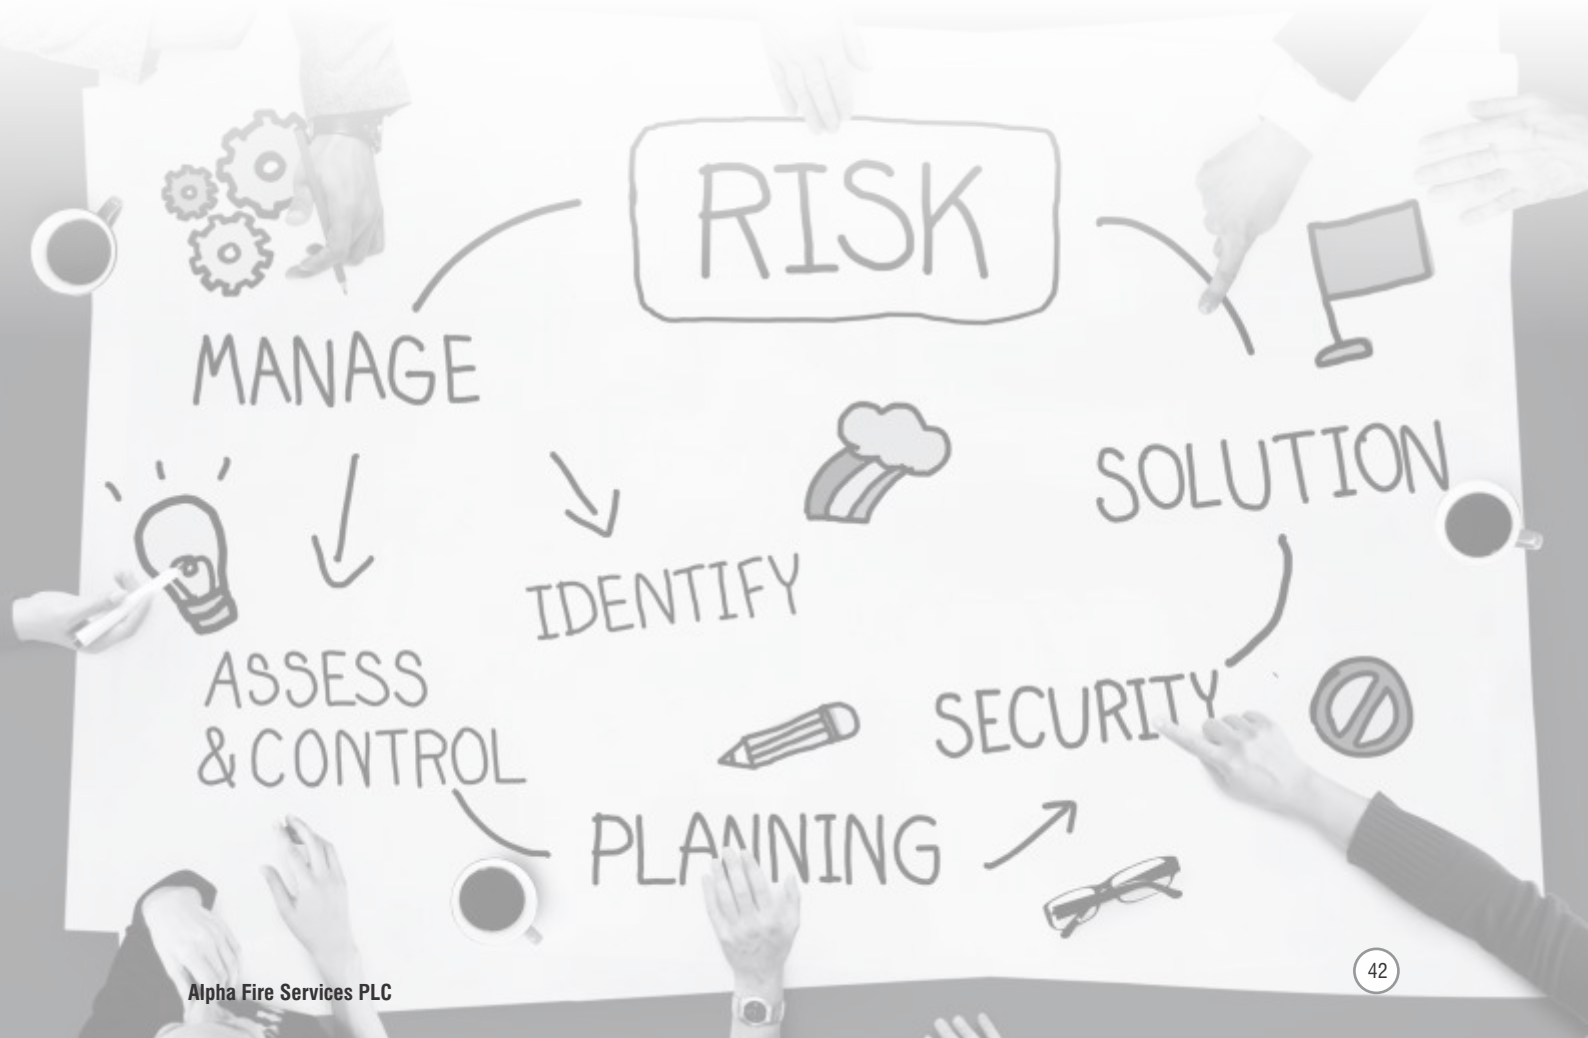 RISK
MANAGE
SOLUTION
IDENTIFY
ASSESS
& CONTROL
SECURITY
PLANNING
Alpha Fire Services PLC
42